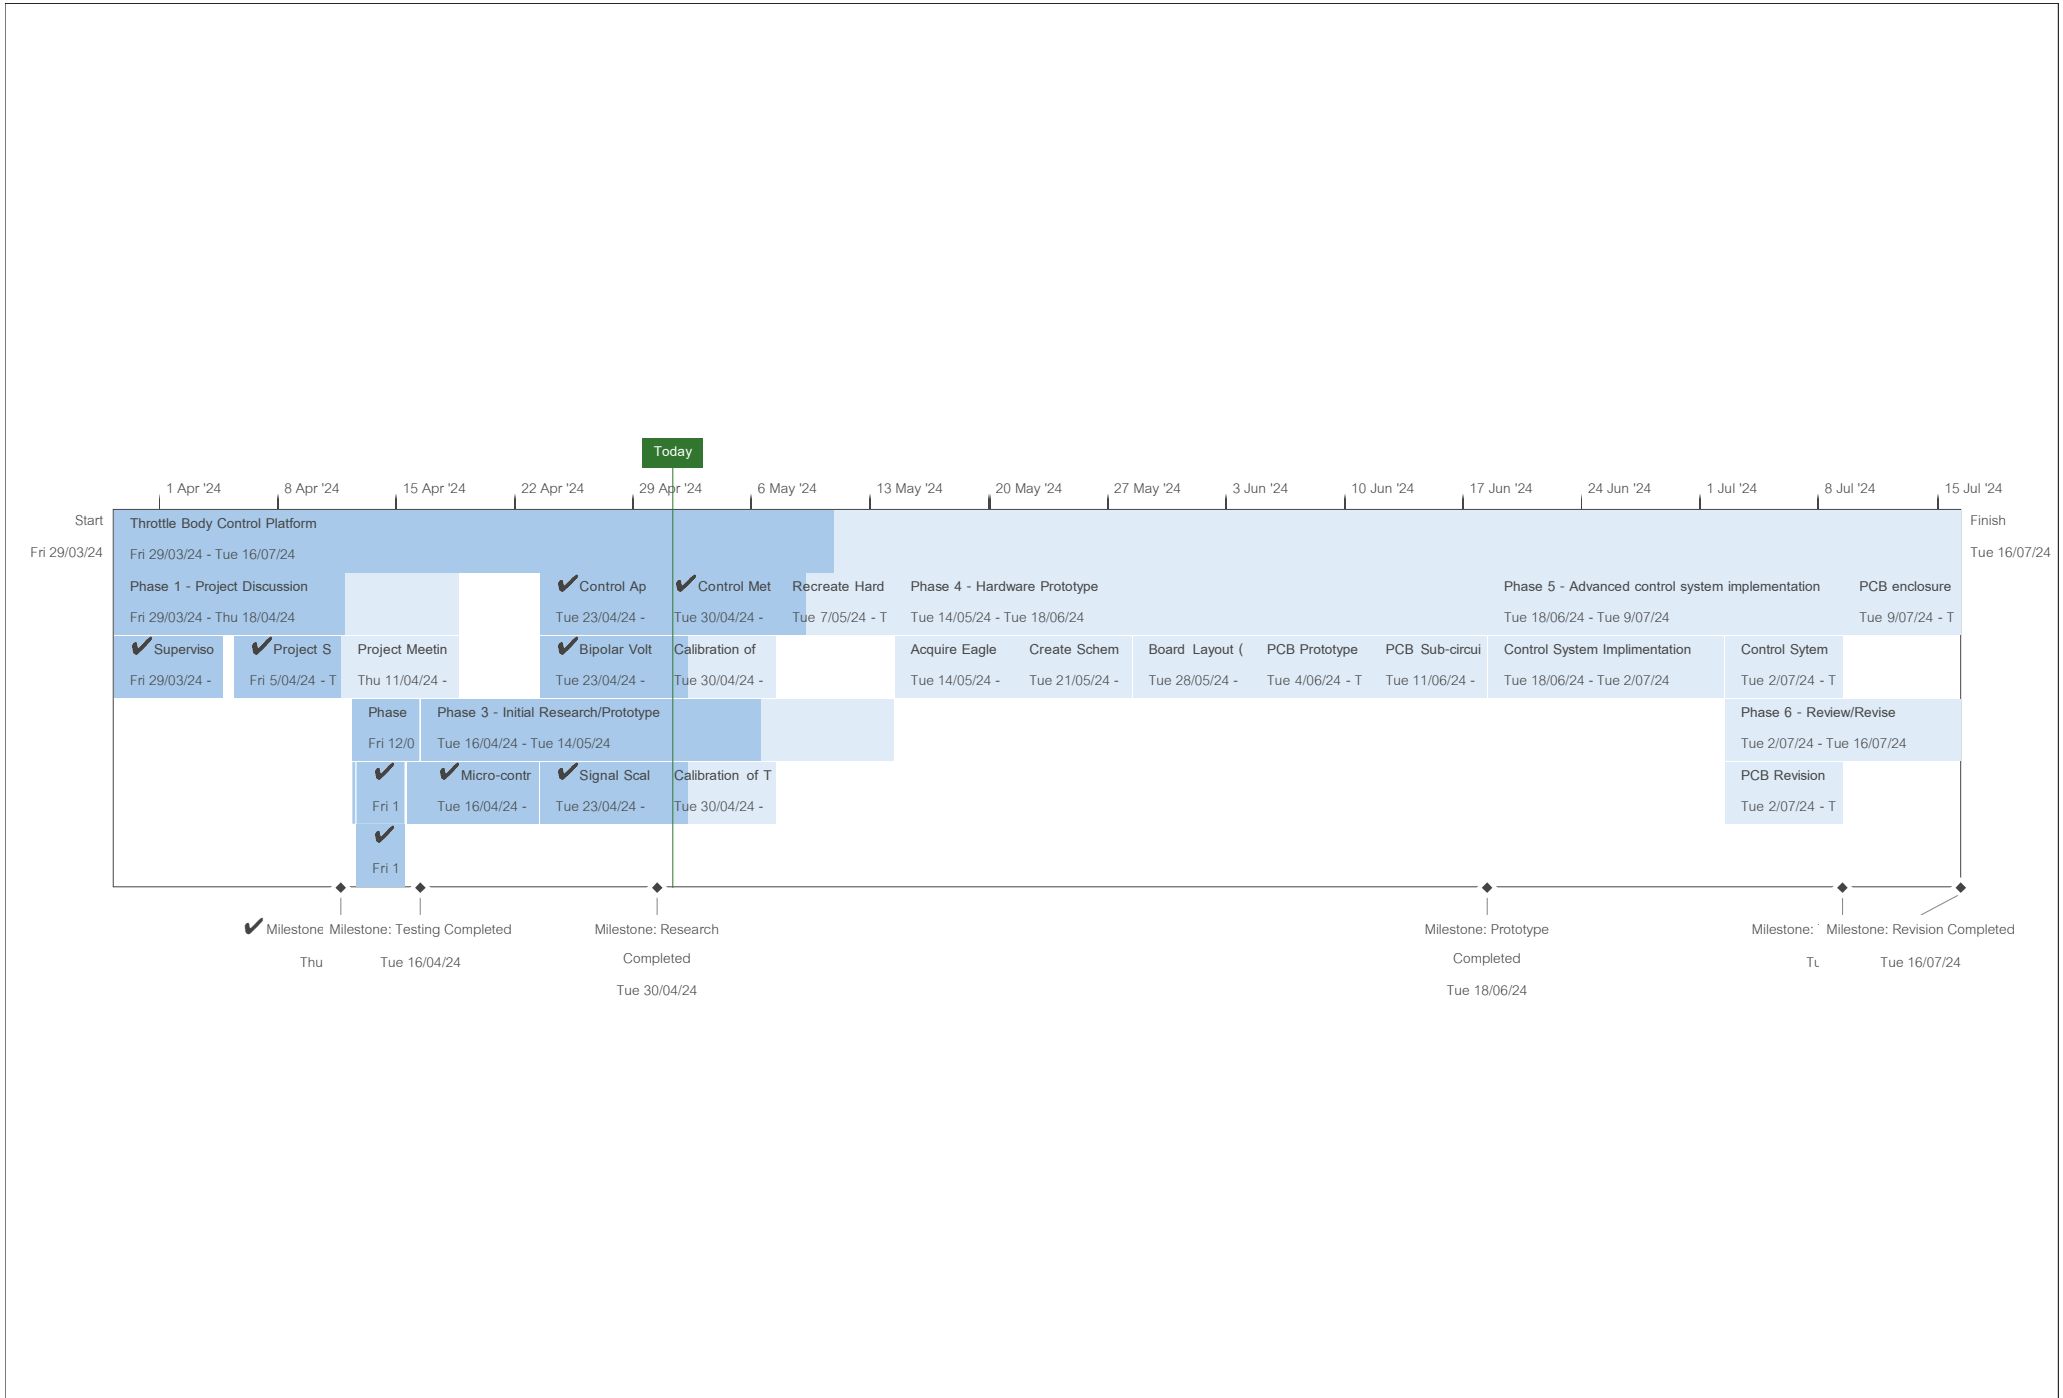 Today
1 Apr '24 8 Apr '24 15 Apr '24 22 Apr '24 29 Apr '24 6 May '24 13 May '24 20 May '24 27 May '24 3 Jun '24 10 Jun '24 17 Jun '24 24 Jun '24 1 Jul '24 8 Jul '24 15 Jul '24
Start
Fri 29/03/24
Throttle Body Control Platform
Fri 29/03/24 - Tue 16/07/24
Finish
Tue 16/07/24
Phase 1 - Project Discussion
Fri 29/03/24 - Thu 18/04/24
✔Control Ap
Tue 23/04/24 -
✔Control Met
Tue 30/04/24 -
Recreate Hard
Tue 7/05/24 - T
Phase 4 - Hardware Prototype
Tue 14/05/24 - Tue 18/06/24
Phase 5 - Advanced control system implementation
Tue 18/06/24 - Tue 9/07/24
PCB enclosure
Tue 9/07/24 - T
✔Superviso
Fri 29/03/24 -
✔Project S
Fri 5/04/24 - T
Project Meetin
Thu 11/04/24 -
✔Bipolar Volt
Tue 23/04/24 -
Calibration of
Tue 30/04/24 -
Acquire Eagle
Tue 14/05/24 -
Create Schem
Tue 21/05/24 -
Board Layout (
Tue 28/05/24 -
PCB Prototype
Tue 4/06/24 - T
PCB Sub-circui
Tue 11/06/24 -
Control System Implimentation
Tue 18/06/24 - Tue 2/07/24
Control Sytem
Tue 2/07/24 - T
Phase
Fri 12/0
Phase 3 - Initial Research/Prototype
Tue 16/04/24 - Tue 14/05/24
Phase 6 - Review/Revise
Tue 2/07/24 - Tue 16/07/24
✔
Fri 1
✔Micro-contr
Tue 16/04/24 -
✔Signal Scal
Tue 23/04/24 -
Calibration of T
Tue 30/04/24 -
PCB Revision
Tue 2/07/24 - T
✔
Fri 1
✔Milestone
Thu
Milestone: Testing Completed
Tue 16/04/24
Milestone: Research
Completed
Tue 30/04/24
Milestone: Prototype
Completed
Tue 18/06/24
Milestone:
Milestone: Revision Completed
Tue 16/07/24